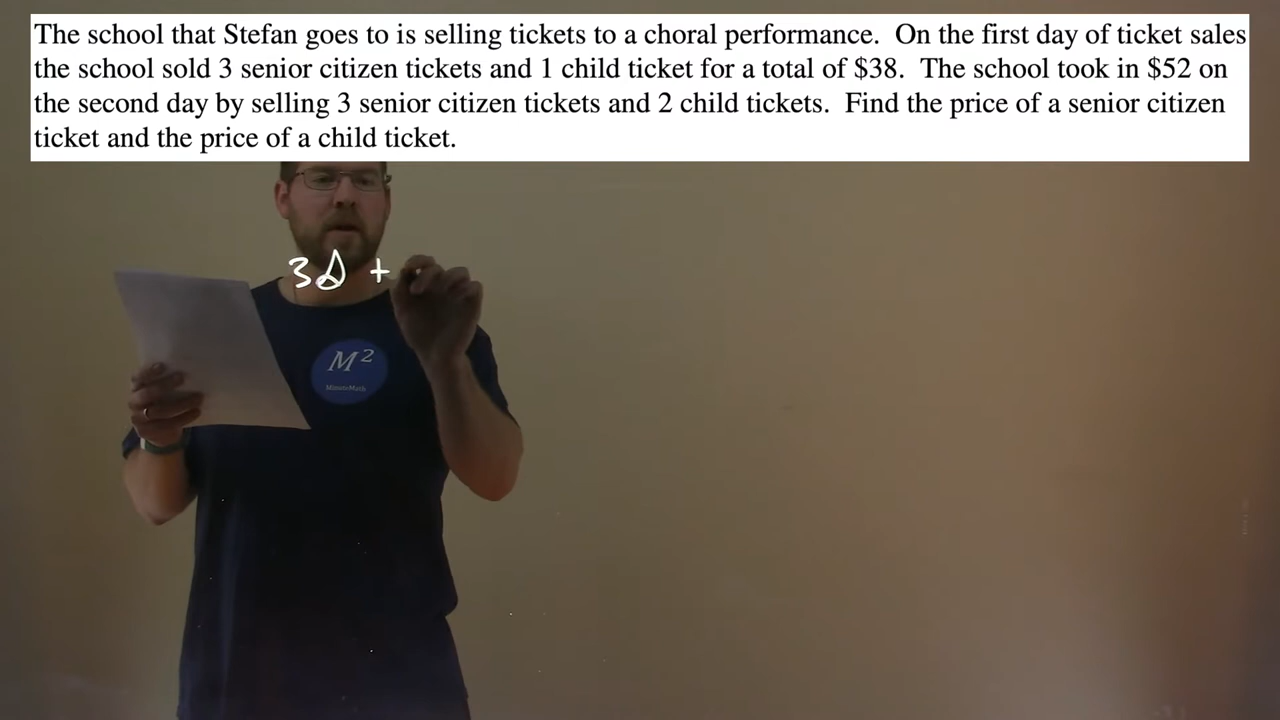 The school that Stefan goes to is selling tickets to a choral performance. On the first day of ticket sales
the school sold 3 senior citizen tickets and 1 child ticket for a total of $38. The school took in $52 on
the second day by selling 3 senior citizen tickets and 2 child tickets. Find the price of a senior citizen
ticket and the price of a child ticket.
3s +
M²
MinuteMath